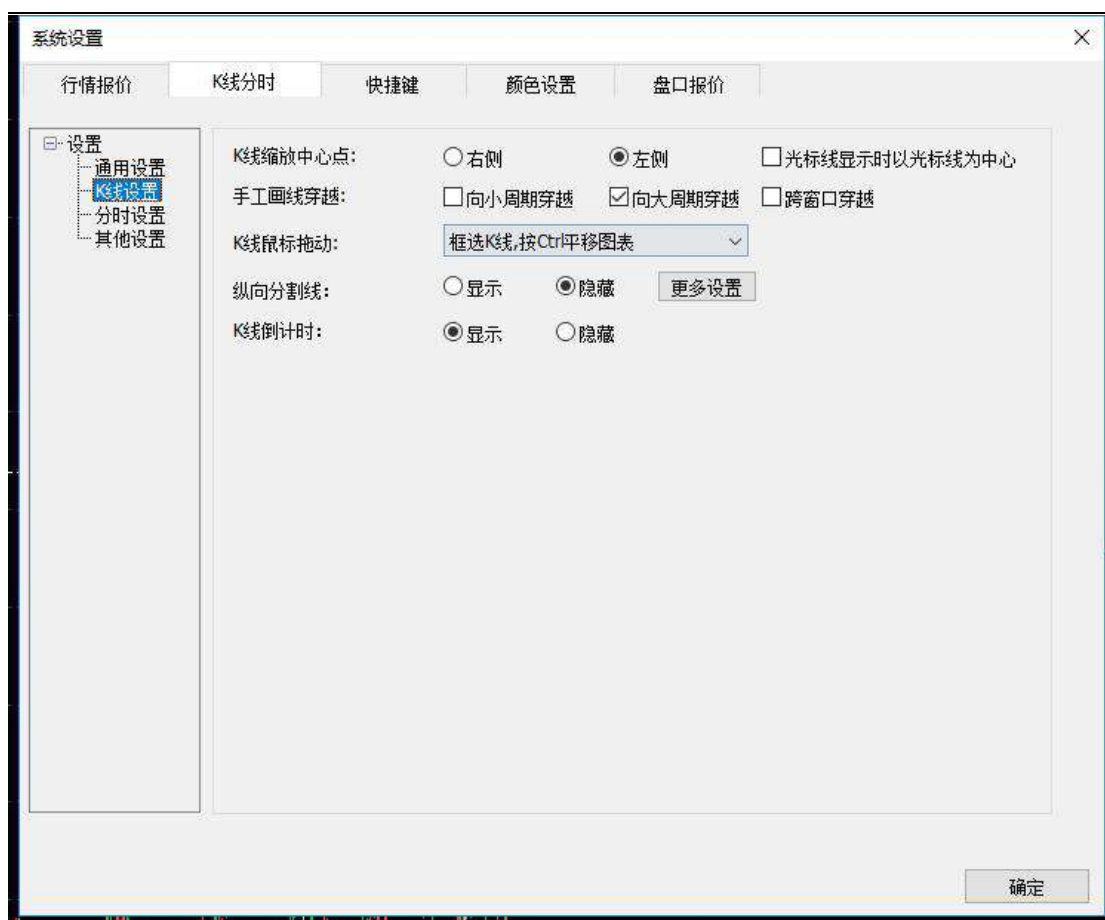 系统设置
行情报价 K线分时 快捷键 颜色设置 盘口报价
设置
通用设置
K线设置
分时设置
其他设置
K线缩放中心点: 右侧 左侧 光标线显示时以光标线为中心
手工画线穿越: 向小周期穿越 向大周期穿越 跨窗口穿越
K线鼠标拖动: 框选K线,按Ctrl平移图表
纵向分割线: 显示 隐藏 更多设置
K线倒计时: 显示 隐藏
确定